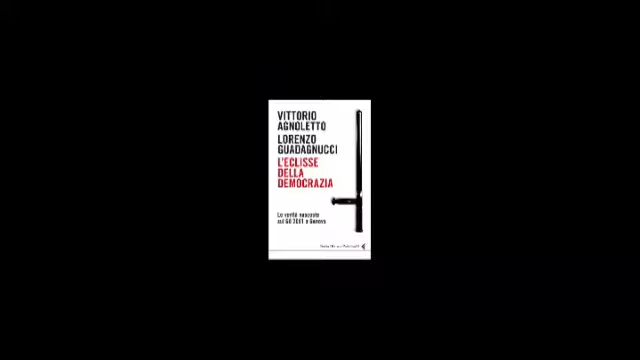 VITTORIO
AGNOLETTO
LORENZO
GUADAGNUCCI
L'ECLISSE
DELLA
DEMOCRAZIA
Le verità nascoste
sul G8 2001 a Genova